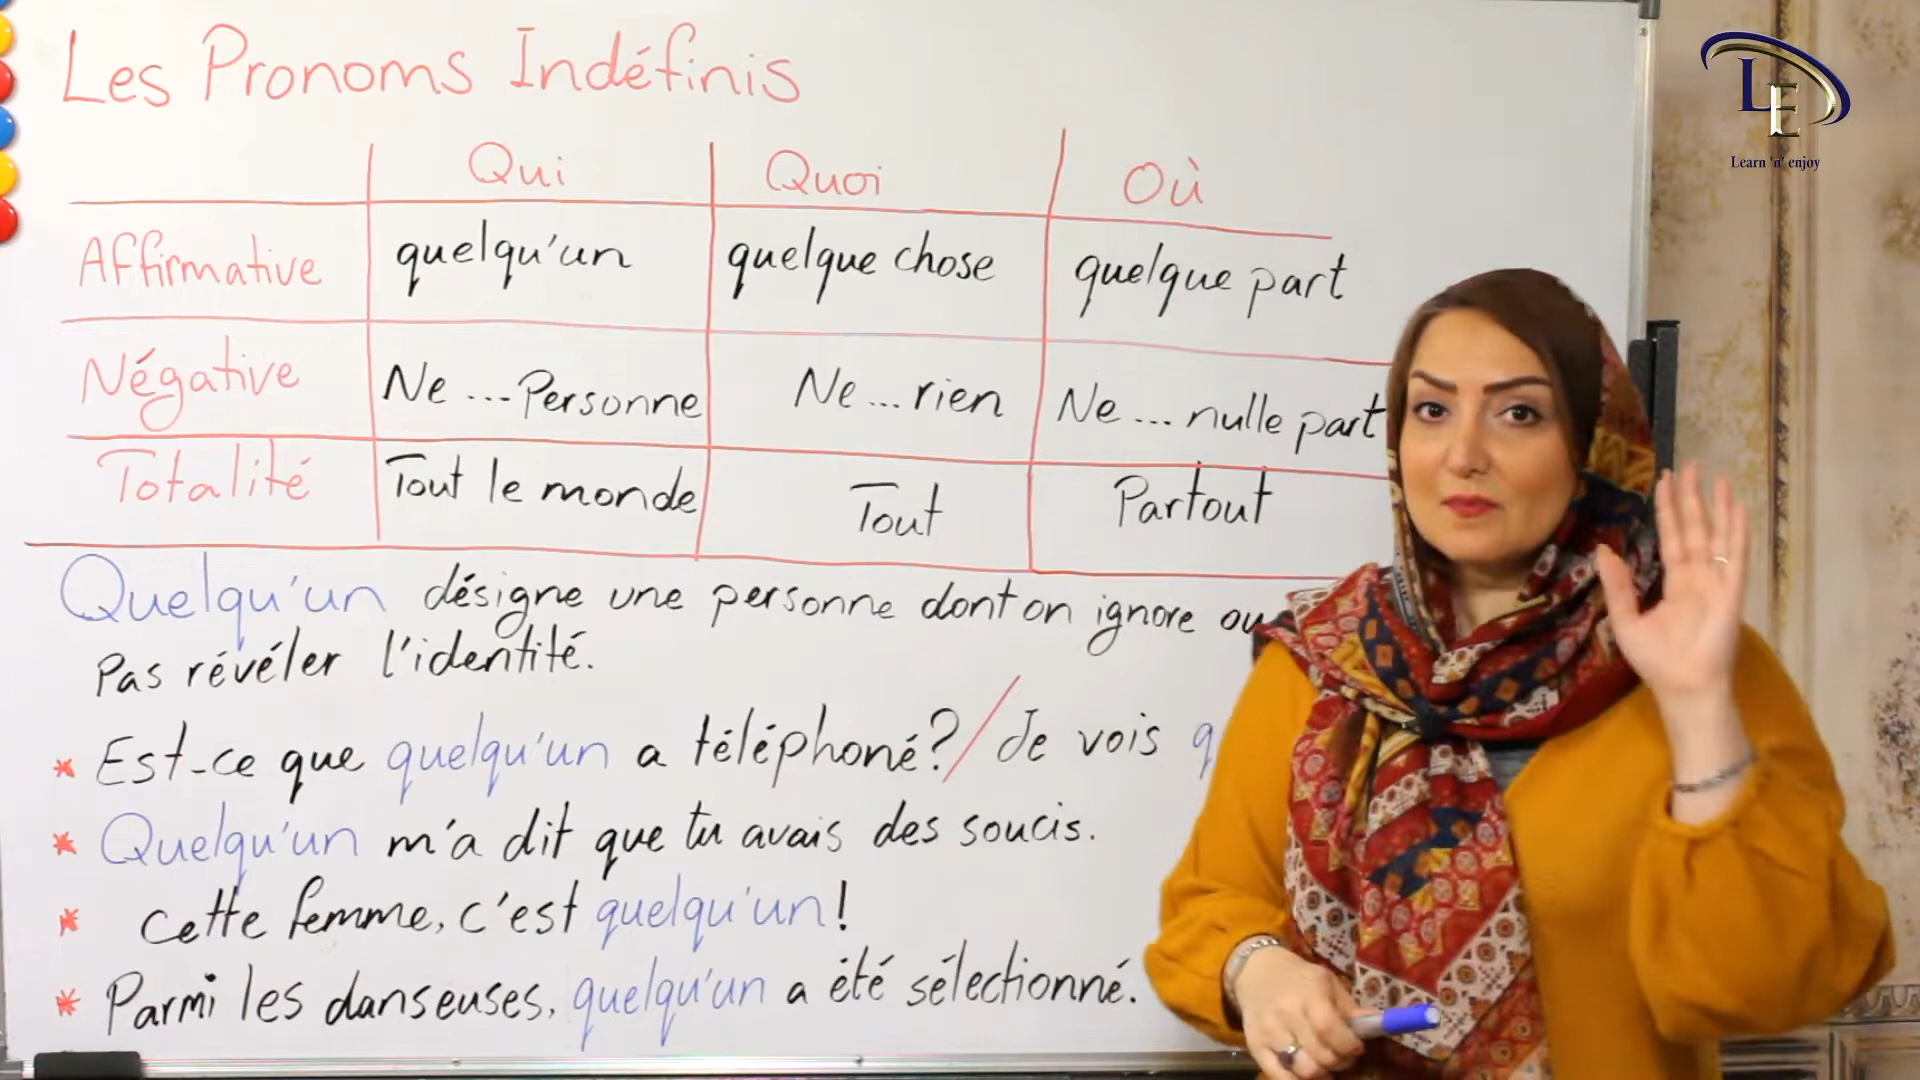 Les Pronoms Indéfinis
Qui Quoi Où
Affirmative quelqu'un quelque chose quelque part
Négative Ne ... Personne Ne ... rien Ne ... nulle part
Totalité Tout le monde Tout Partout
Quelqu'un désigne une personne dont on ignore ou
Pas révéler l'identité.
* Est-ce que quelqu'un a téléphoné? / Je vois
* Quelqu'un m'a dit que tu avais des soucis.
* Cette femme, c'est quelqu'un!
* Parmi les danseuses, quelqu'un a été sélectionné.
LE
Learn 'n' enjoy